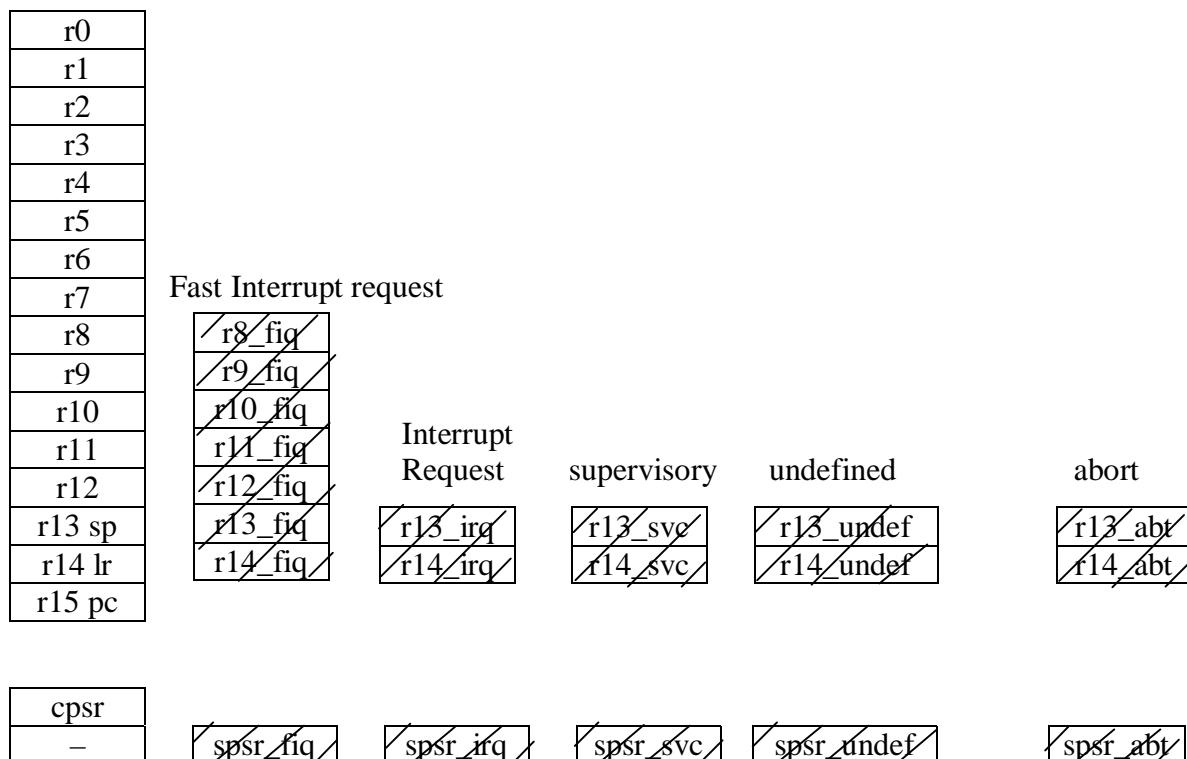 r0
r1
r2
r3
r4
r5
r6
r7
r8
r9
r10
r11
r12
r13 sp
r14 lr
r15 pc
Fast Interrupt request
r8_fiq
r9_fiq
r10_fiq
r11_fiq
r12_fiq
r13_fiq
r14_fiq
Interrupt
Request
r13_irq
r14_irq
supervisory
r13_svc
r14_svc
undefined
r13_undef
r14_undef
abort
r13_abt
r14_abt
cpsr
–
spsr_fiq
spsr_irq
spsr_svc
spsr_undef
spsr_abt